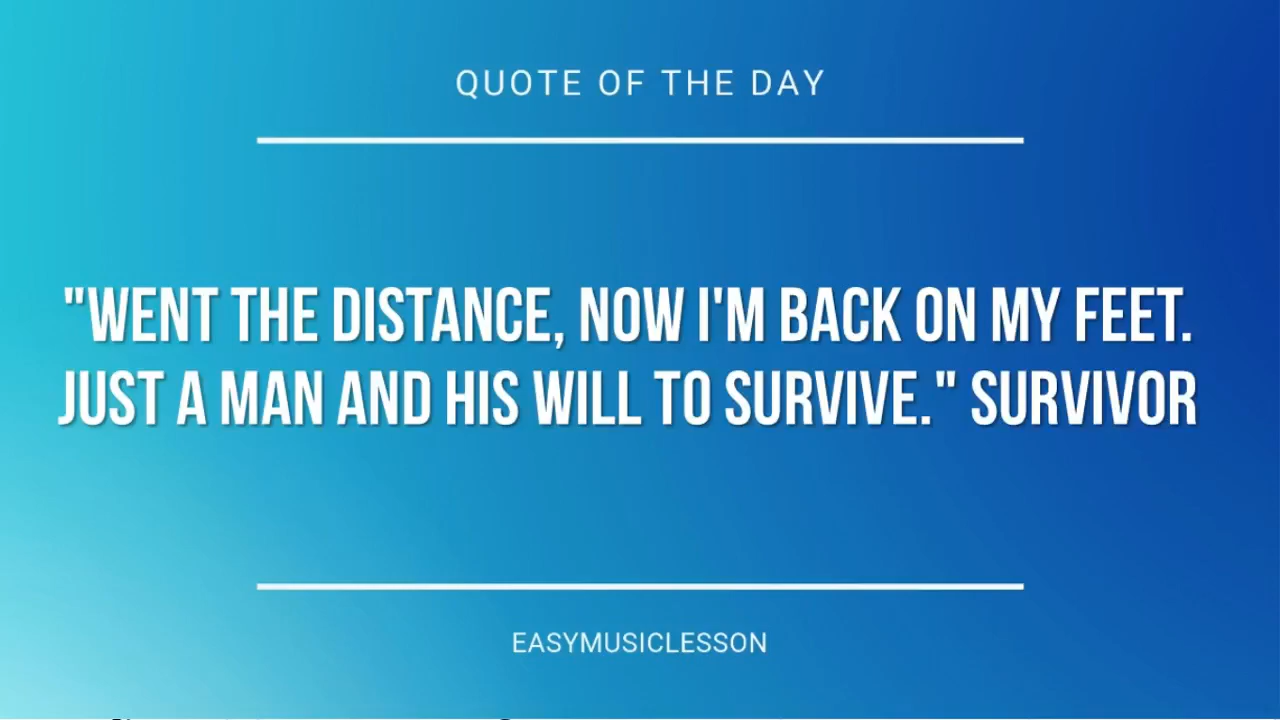 QUOTE OF THE DAY
"WENT THE DISTANCE, NOW I'M BACK ON MY FEET.
JUST A MAN AND HIS WILL TO SURVIVE." SURVIVOR
EASYMUSICLESSON